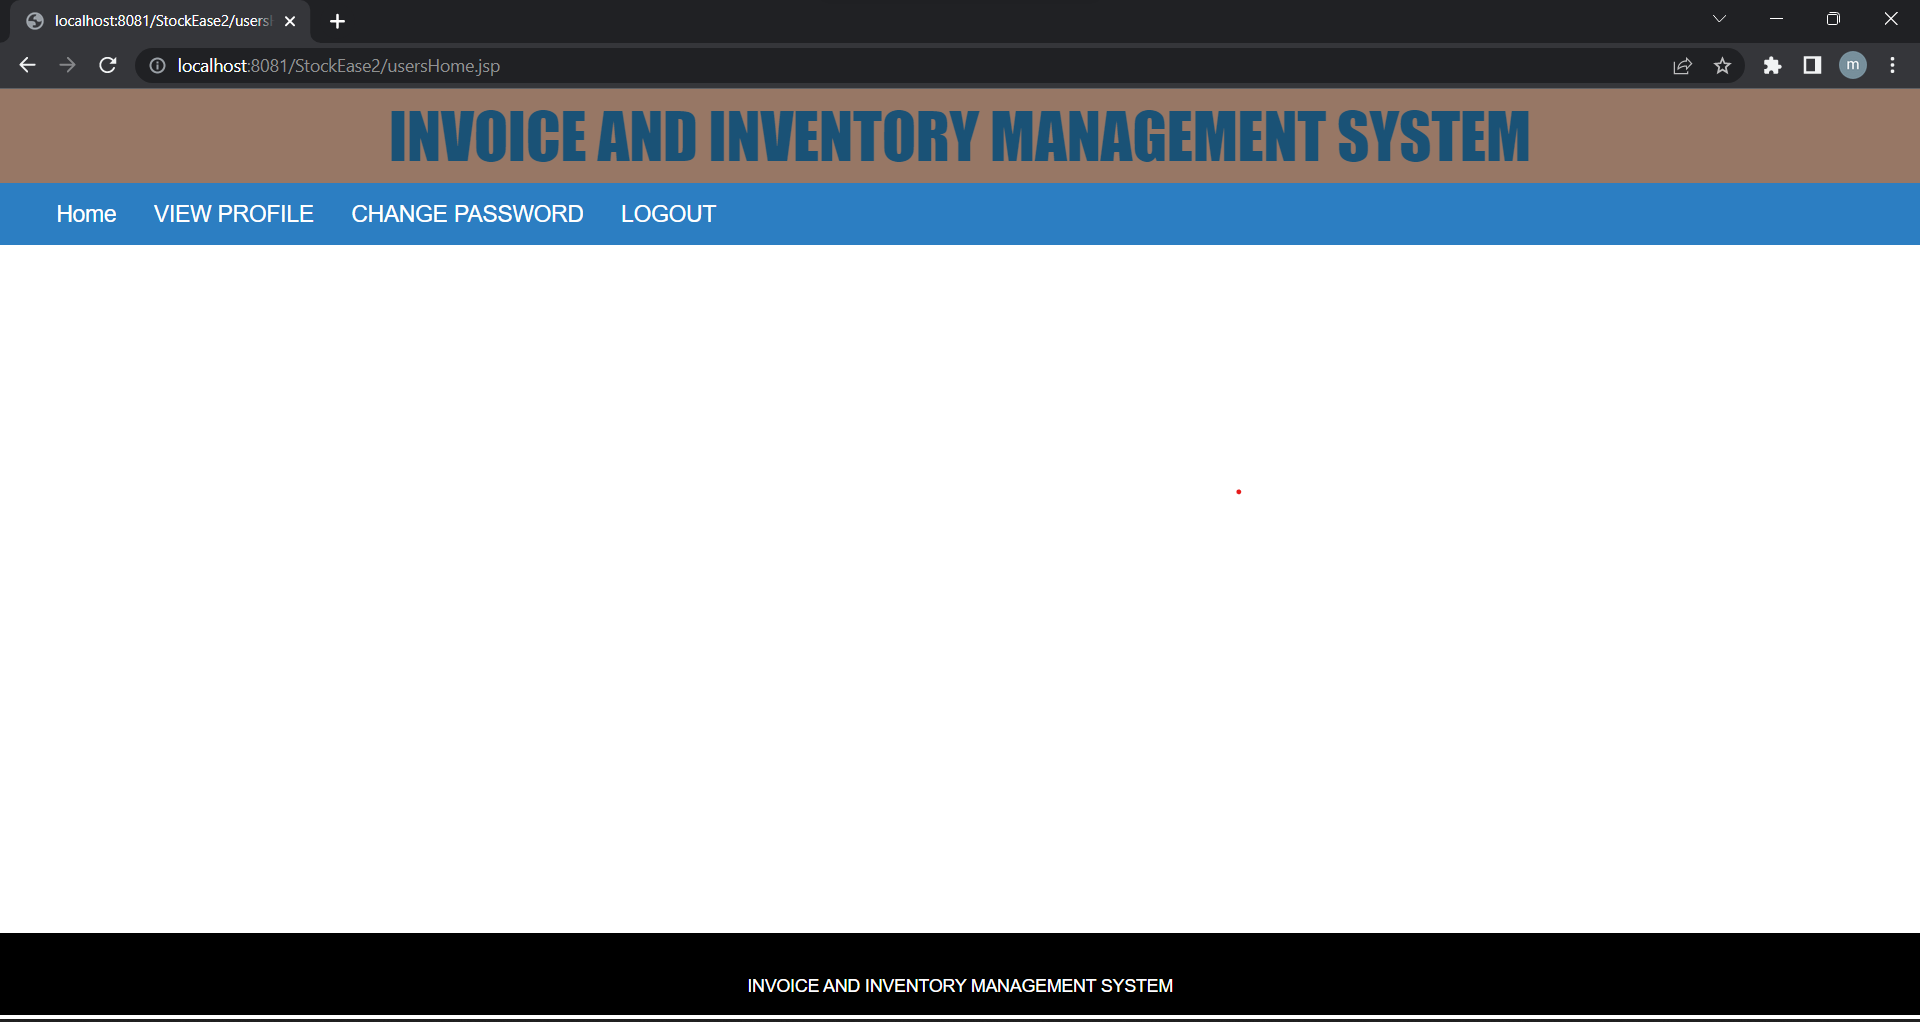 localhost:8081/StockEase2/users
localhost:8081/StockEase2/usersHome.jsp
m
INVOICE AND INVENTORY MANAGEMENT SYSTEM
Home VIEW PROFILE CHANGE PASSWORD LOGOUT
INVOICE AND INVENTORY MANAGEMENT SYSTEM